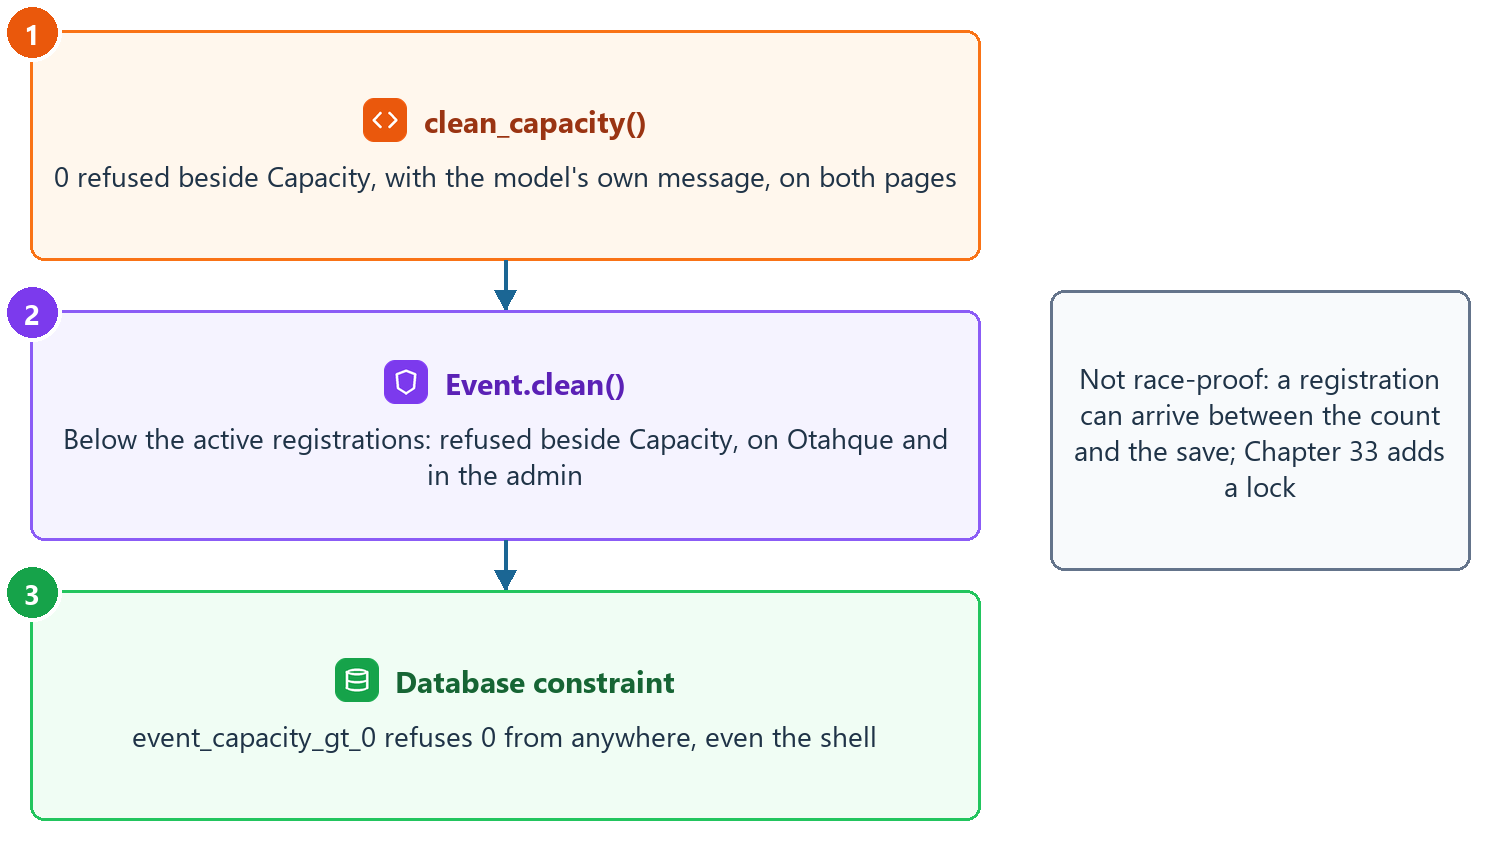 1
clean_capacity()
0 refused beside Capacity, with the model's own message, on both pages
2
Event.clean()
Below the active registrations: refused beside Capacity, on Otahque and
in the admin
Not race-proof: a registration
can arrive between the count
and the save; Chapter 33 adds
a lock
3
Database constraint
event_capacity_gt_0 refuses 0 from anywhere, even the shell